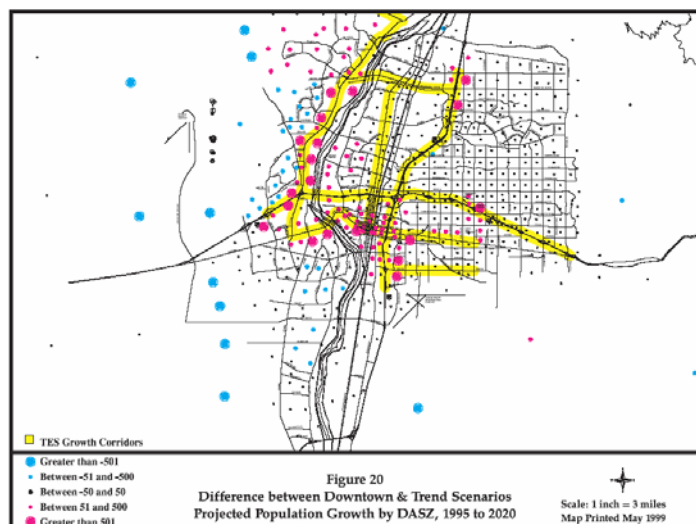 TES Growth Corridors
Greater than -501
Between -51 and -500
Between -50 and 50
Between 51 and 500
Greater than 501
Figure 20
Difference between Downtown & Trend Scenarios
Projected Population Growth by DASZ, 1995 to 2020
Scale: 1 inch = 3 miles
Map Printed May 1999